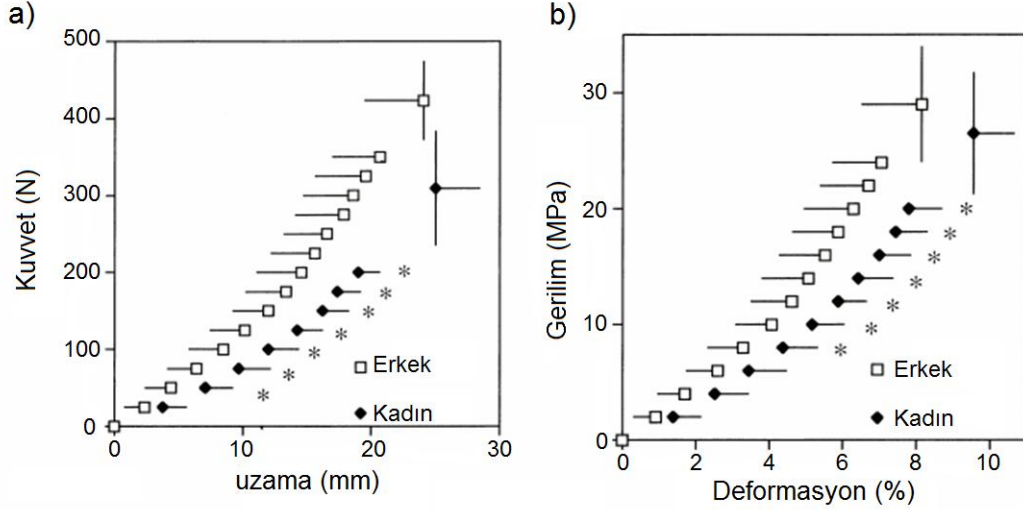 a)
Kuvvet (N)
500
400
300
200
100
0
0 10 20 30
uzama (mm)
* * * * * * *
Erkek
Kadın
b)
Gerilim (MPa)
30
20
10
0
0 2 4 6 8 10
Deformasyon (%)
* * * * * * *
Erkek
Kadın